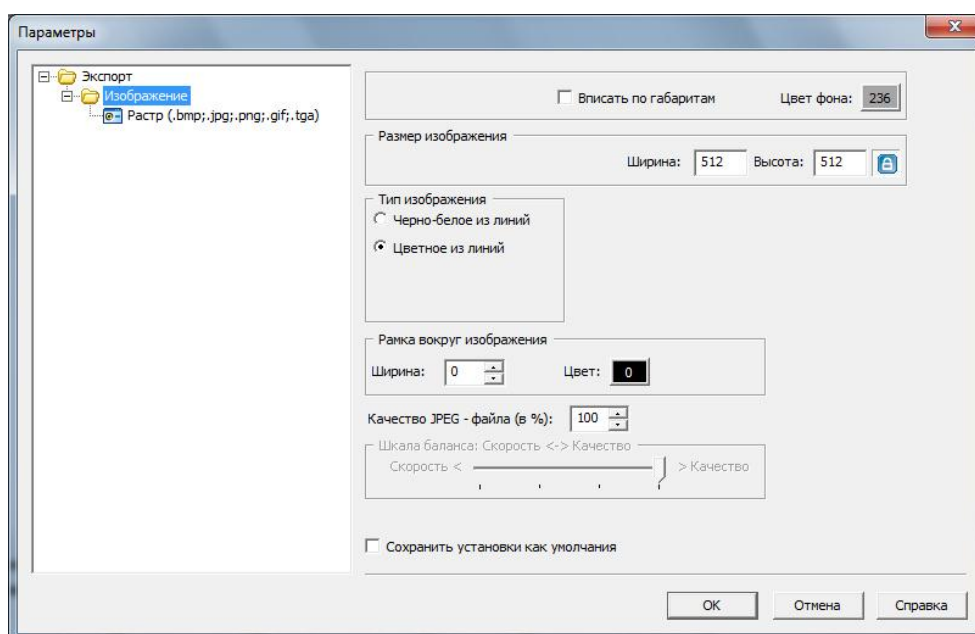 Параметры
Экспорт
Изображение
Растр (.bmp;.jpg;.png;.gif;.tga)
Вписать по габаритам Цвет фона: 236
Размер изображения
Ширина: 512 Высота: 512
Тип изображения
Черно-белое из линий
Цветное из линий
Рамка вокруг изображения
Ширина: 0 Цвет: 0
Качество JPEG - файла (в %): 100
Шкала баланса: Скорость <-> Качество
Скорость < > Качество
Сохранить установки как умолчания
OK Отмена Справка